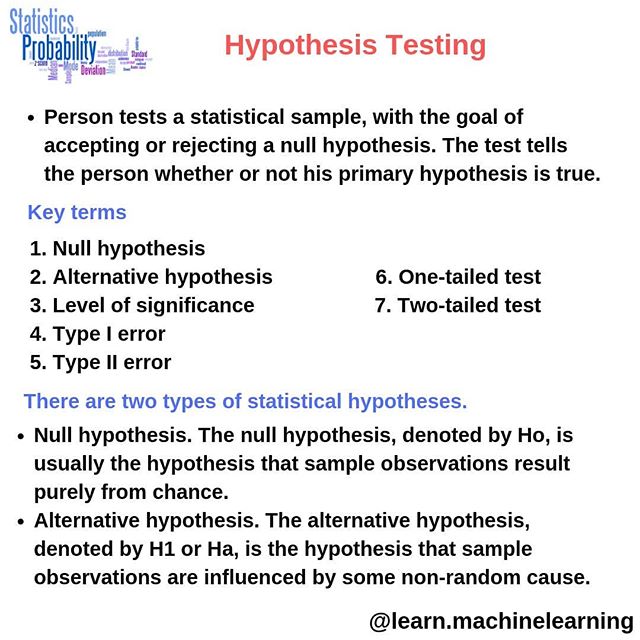 Statistics
Probability
population
Standard
Deviation
Mode
Hypothesis Testing
• Person tests a statistical sample, with the goal of
accepting or rejecting a null hypothesis. The test tells
the person whether or not his primary hypothesis is true.
Key terms
1. Null hypothesis
2. Alternative hypothesis
3. Level of significance
4. Type I error
5. Type II error
6. One-tailed test
7. Two-tailed test
There are two types of statistical hypotheses.
• Null hypothesis. The null hypothesis, denoted by Ho, is
usually the hypothesis that sample observations result
purely from chance.
• Alternative hypothesis. The alternative hypothesis,
denoted by H1 or Ha, is the hypothesis that sample
observations are influenced by some non-random cause.
@learn.machinelearning